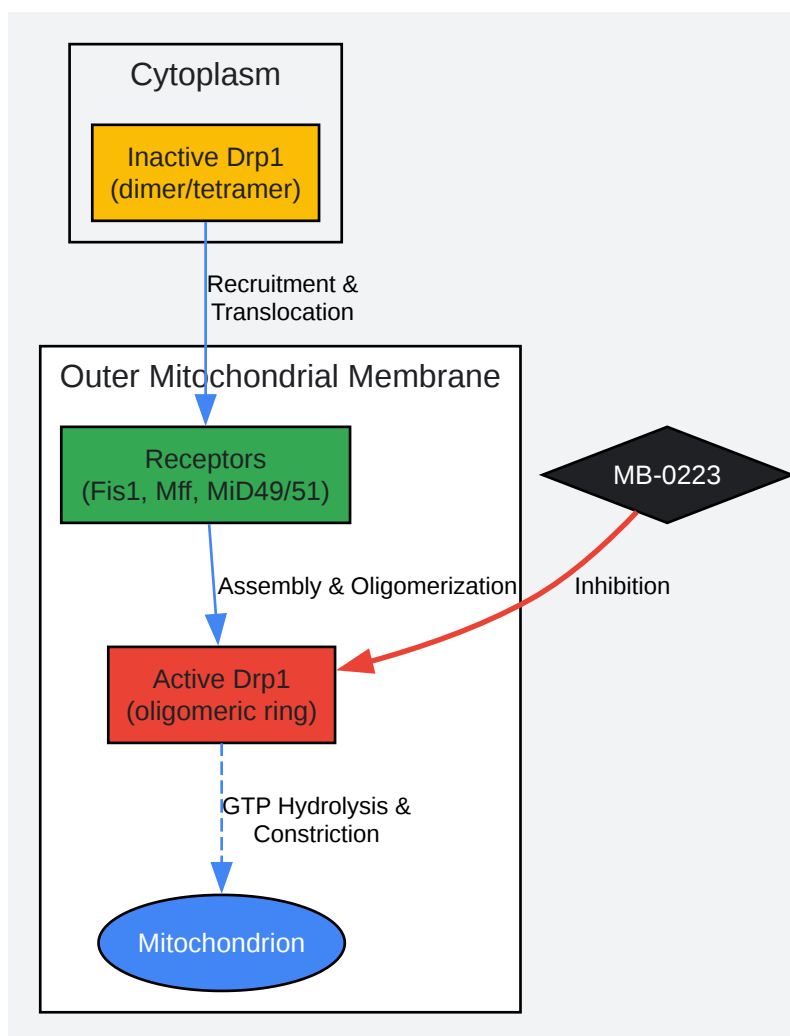 Cytoplasm
Inactive Drp1
(dimer/tetramer)
Recruitment &
Translocation
Outer Mitochondrial Membrane
Receptors
(Fis1, Mff, MiD49/51)
MB-0223
Assembly & Oligomerization
Inhibition
Active Drp1
(oligomeric ring)
GTP Hydrolysis &
Constriction
Mitochondrion